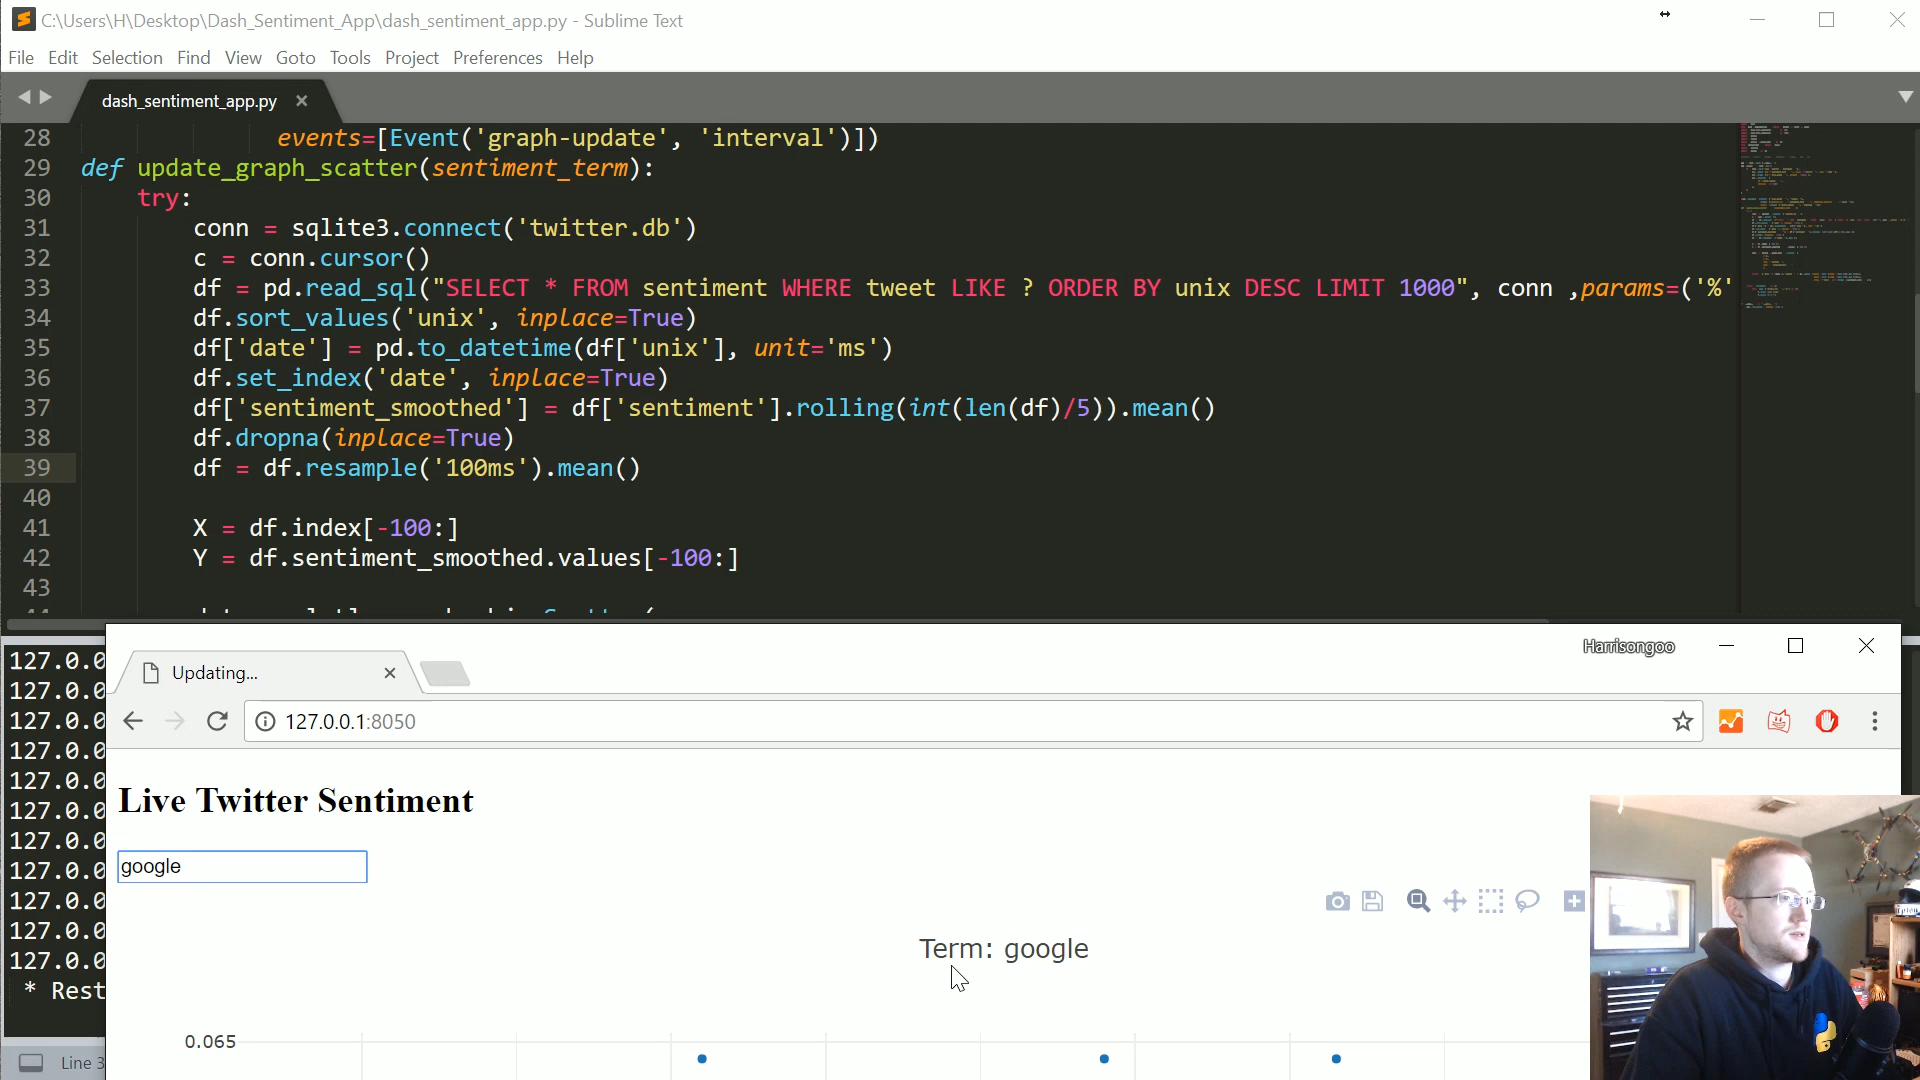 C:\Users\H\Desktop\Dash_Sentiment_App\dash_sentiment_app.py - Sublime Text
File Edit Selection Find View Goto Tools Project Preferences Help
dash_sentiment_app.py
28 events=[Event('graph-update', 'interval')])
29 def update_graph_scatter(sentiment_term):
30 try:
31 conn = sqlite3.connect('twitter.db')
32 c = conn.cursor()
33 df = pd.read_sql("SELECT * FROM sentiment WHERE tweet LIKE ? ORDER BY unix DESC LIMIT 1000", conn ,params=('%'
34 df.sort_values('unix', inplace=True)
35 df['date'] = pd.to_datetime(df['unix'], unit='ms')
36 df.set_index('date', inplace=True)
37 df['sentiment_smoothed'] = df['sentiment'].rolling(int(len(df)/5)).mean()
38 df.dropna(inplace=True)
39 df = df.resample('100ms').mean()
40
41 X = df.index[-100:]
42 Y = df.sentiment_smoothed.values[-100:]
43
127.0.0
127.0.0
127.0.0
127.0.0
127.0.0
127.0.0
127.0.0
127.0.0
127.0.0
127.0.0
127.0.0
* Rest
Line 3
Harrisongoo
Updating...
127.0.0.1:8050
Live Twitter Sentiment
google
Term: google
0.065